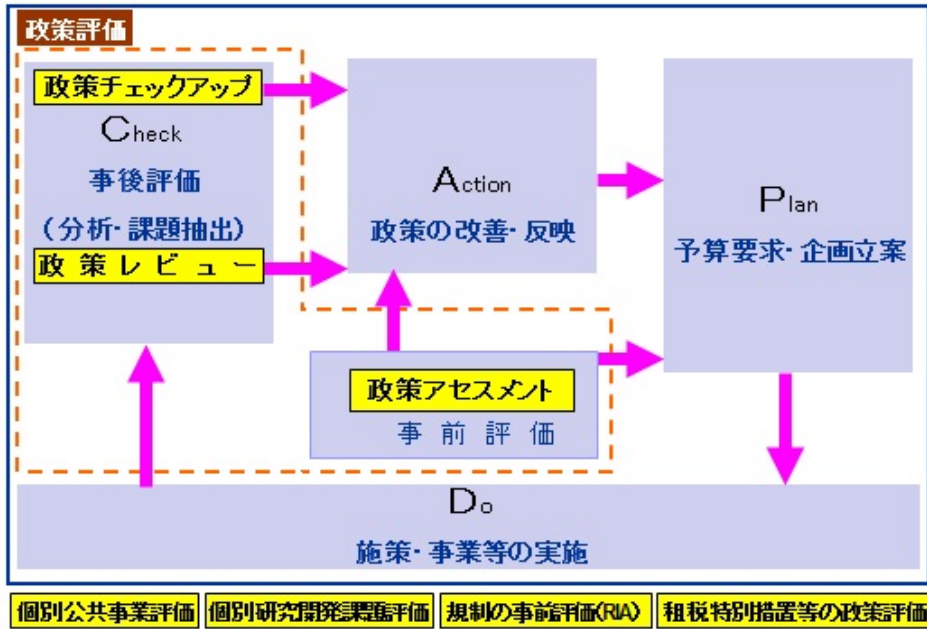 政策評価
政策チェックアップ
Check
事後評価
(分析・課題抽出)
政策レビュー
Action
政策の改善・反映
Plan
予算要求・企画立案
政策アセスメント
事前評価
Do
施策・事業等の実施
個別公共事業評価
個別研究開発課題評価
規制の事前評価(RIA)
租税特別措置等の政策評価